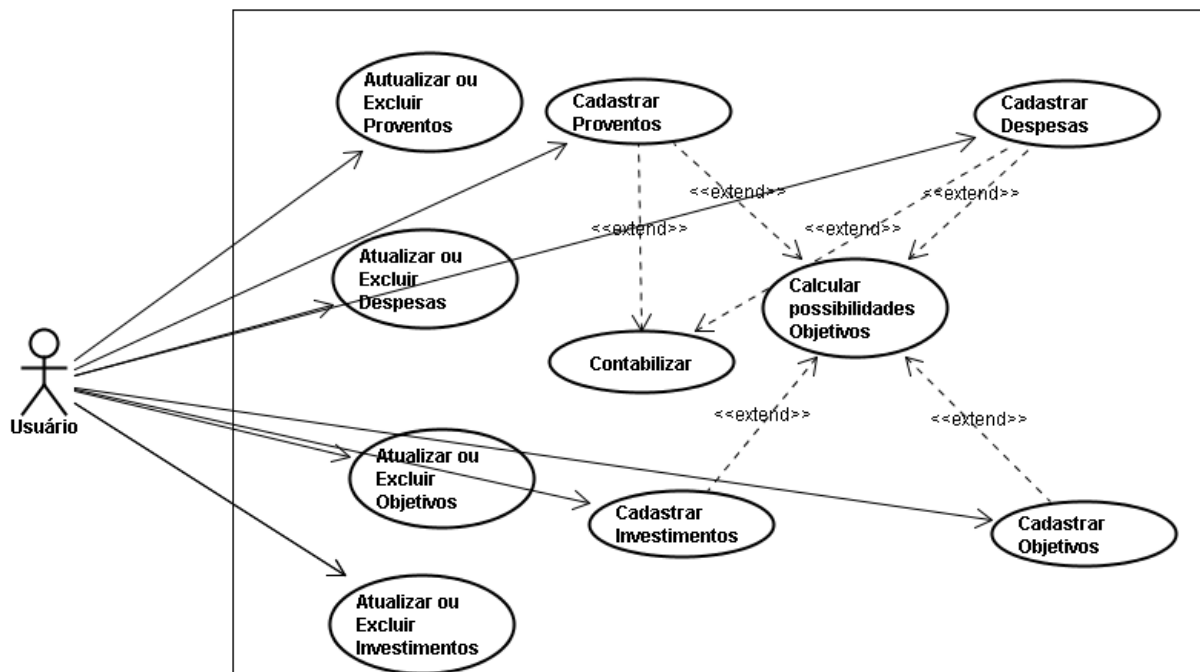 Autualizar ou
Excluir
Proventos
Cadastrar
Proventos
Cadastrar
Despesas
<<extend>>
<<extend>>
<<extend>>
<<extend>>
Atualizar ou
Excluir
Despesas
Calcular
possibilidades
Objetivos
Contabilizar
Usuário
<<extend>>
<<extend>>
Atualizar ou
Excluir
Objetivos
Cadastrar
Investimentos
Cadastrar
Objetivos
Atualizar ou
Excluir
Investimentos